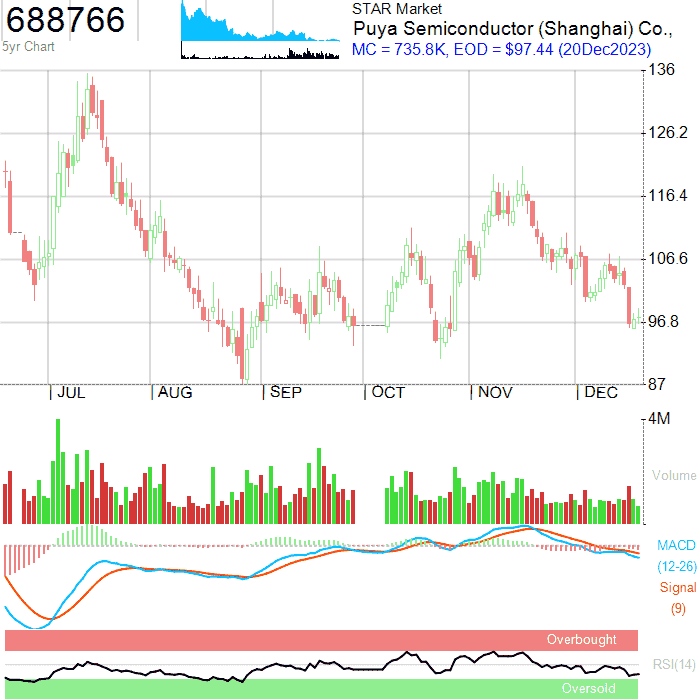 688766
5yr Chart
STAR Market
Puya Semiconductor (Shanghai) Co.,
MC = 735.8K, EOD = $97.44 (20Dec2023)
136
126.2
116.4
106.6
96.8
87
JUL AUG SEP OCT NOV DEC
4M
Volume
MACD
(12-26)
Signal
(9)
Overbought
RSI(14)
Oversold